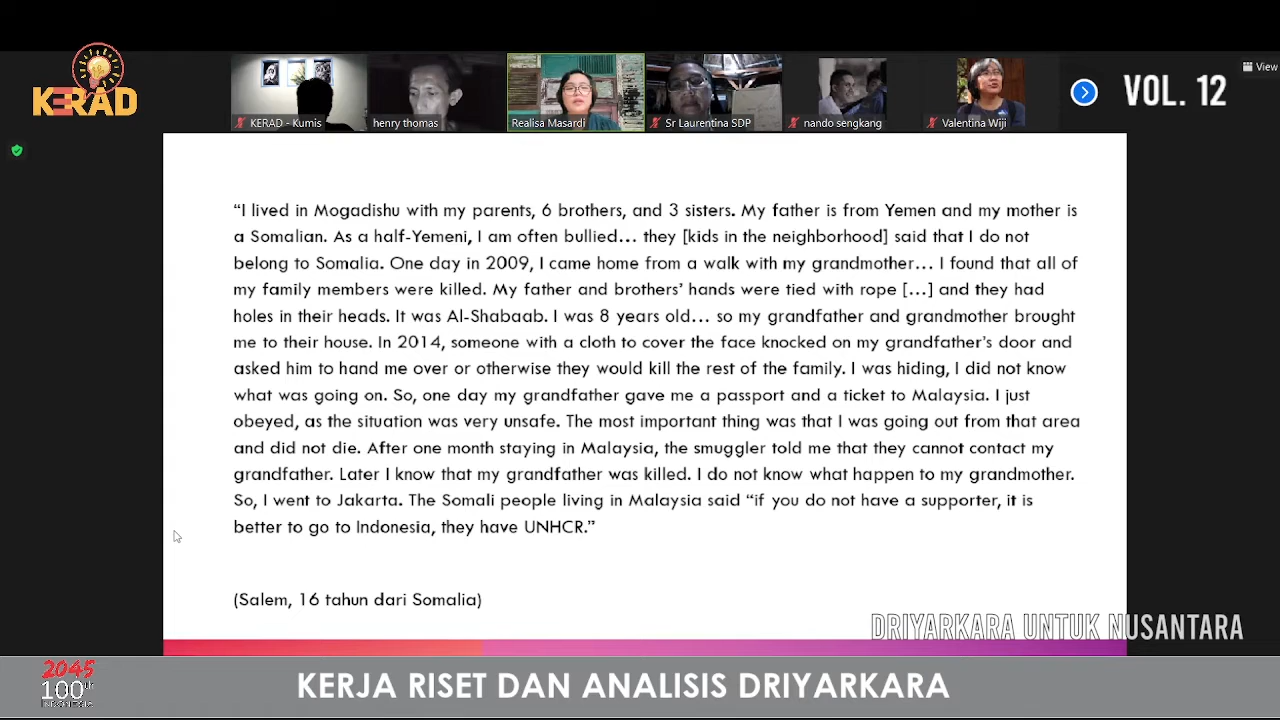 KERAD
KERAD - Kumis
henry thomas
Realisa Masardi
Sr Laurentina SDP
nando sengkang
Valentina Wiji
View
VOL. 12
“I lived in Mogadishu with my parents, 6 brothers, and 3 sisters. My father is from Yemen and my mother is
a Somalian. As a half-Yemeni, I am often bullied… they [kids in the neighborhood] said that I do not
belong to Somalia. One day in 2009, I came home from a walk with my grandmother… I found that all of
my family members were killed. My father and brothers’ hands were tied with rope […] and they had
holes in their heads. It was Al-Shabaab. I was 8 years old… so my grandfather and grandmother brought
me to their house. In 2014, someone with a cloth to cover the face knocked on my grandfather’s door and
asked him to hand me over or otherwise they would kill the rest of the family. I was hiding, I did not know
what was going on. So, one day my grandfather gave me a passport and a ticket to Malaysia. I just
obeyed, as the situation was very unsafe. The most important thing was that I was going out from that area
and did not die. After one month staying in Malaysia, the smuggler told me that they cannot contact my
grandfather. Later I know that my grandfather was killed. I do not know what happen to my grandmother.
So, I went to Jakarta. The Somali people living in Malaysia said “if you do not have a supporter, it is
better to go to Indonesia, they have UNHCR.”
(Salem, 16 tahun dari Somalia)
DRIYARKARA UNTUK NUSANTARA
2045
100th
INDONESIA
KERJA RISET DAN ANALISIS DRIYARKARA